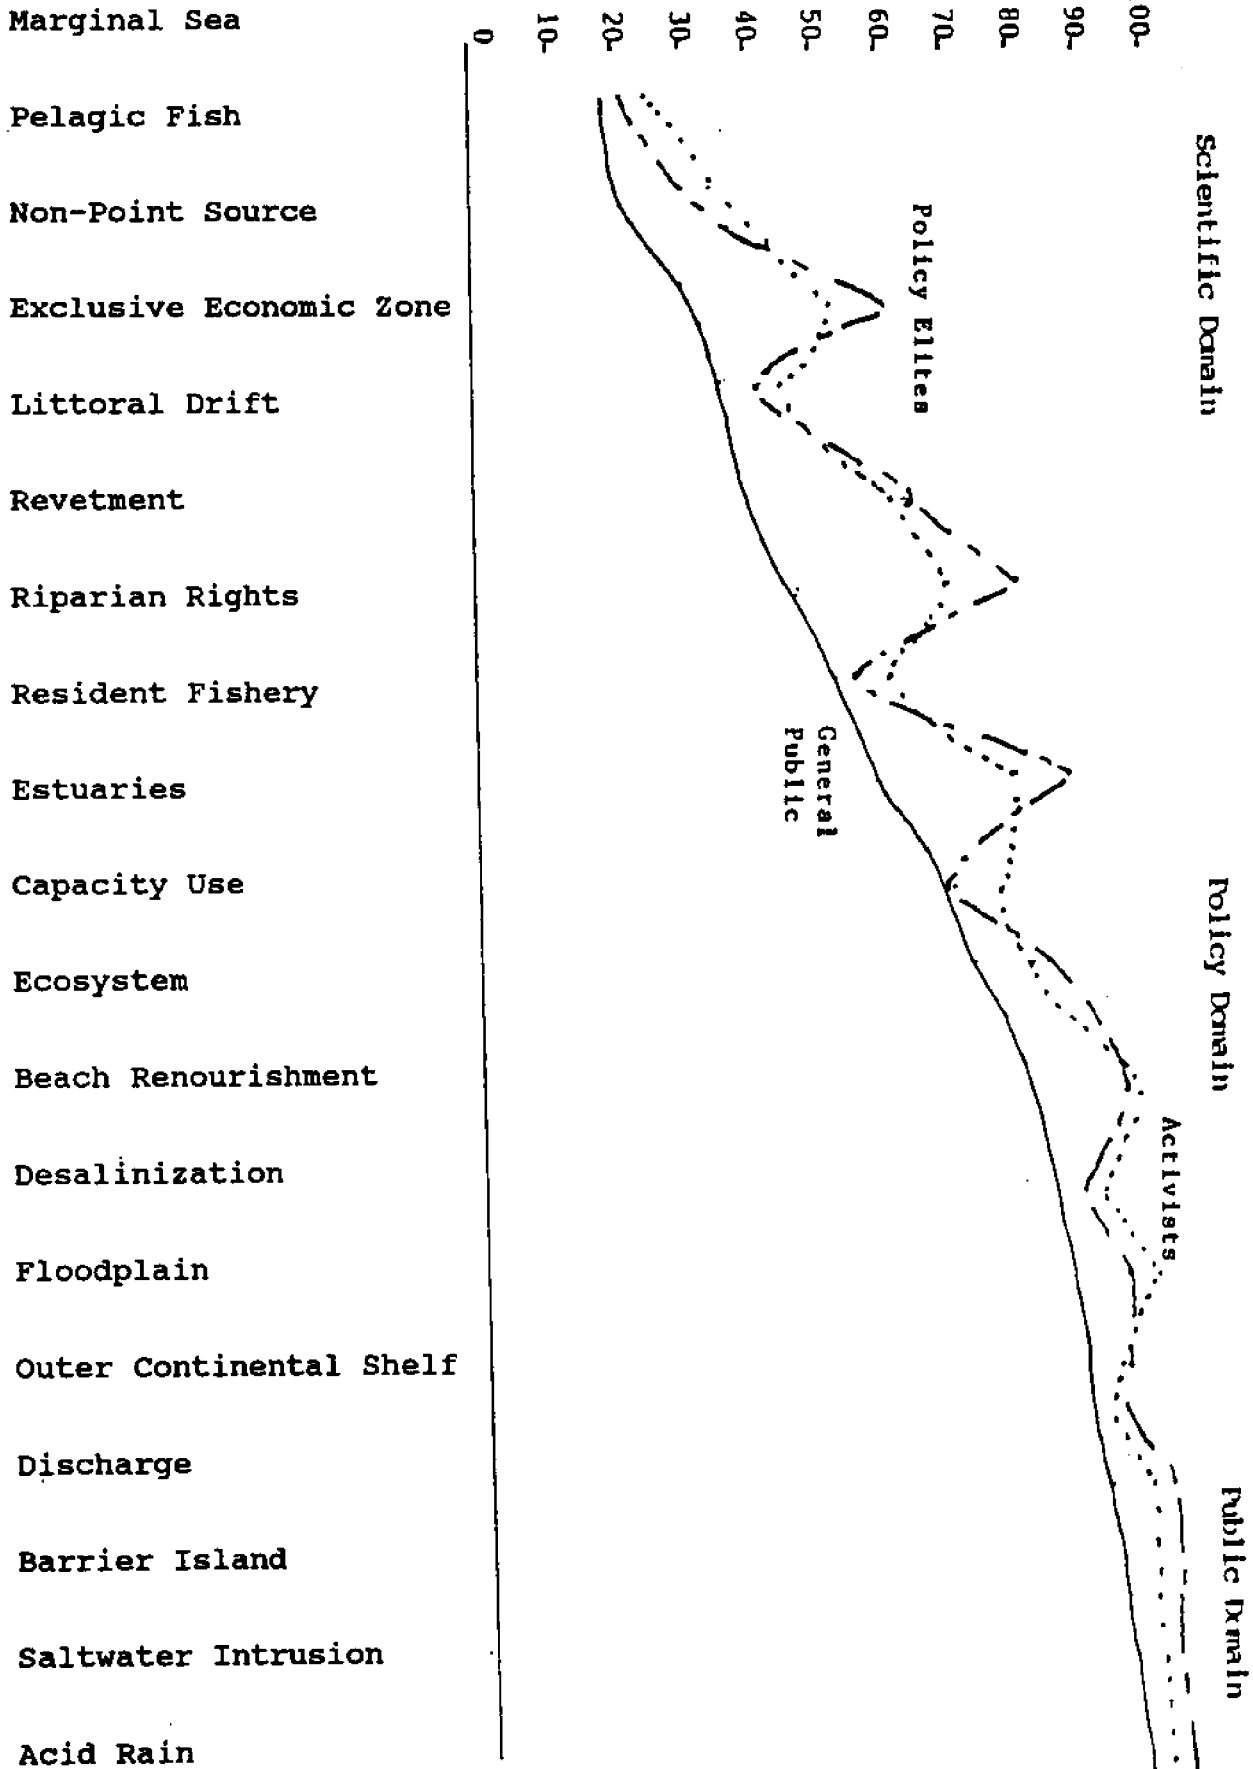 Marginal Sea
Pelagic Fish
Non-Point Source
Exclusive Economic Zone
Littoral Drift
Revetment
Riparian Rights
Resident Fishery
Estuaries
Capacity Use
Ecosystem
Beach Renourishment
Desalinization
Floodplain
Outer Continental Shelf
Discharge
Barrier Island
Saltwater Intrusion
Acid Rain
0
10-
20-
30-
40-
50-
60-
70-
80-
90-
00-
Scientific Domain
Policy Domain
Public Domain
Policy Elites
General
Public
Activists